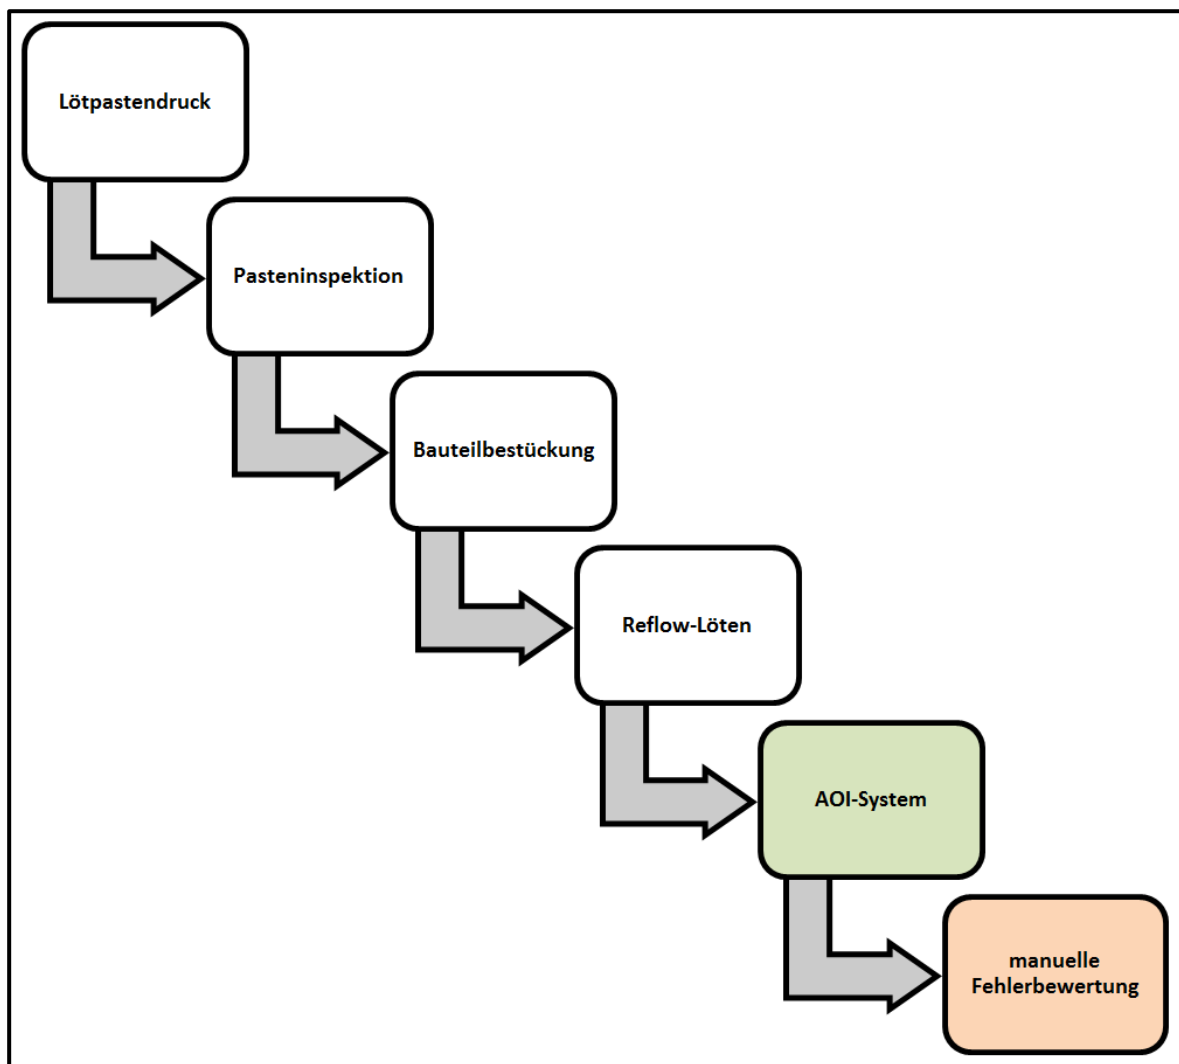 Lötpastendruck
Pasteninspektion
Bauteilbestückung
Reflow-Löten
AOI-System
manuelle
Fehlerbewertung